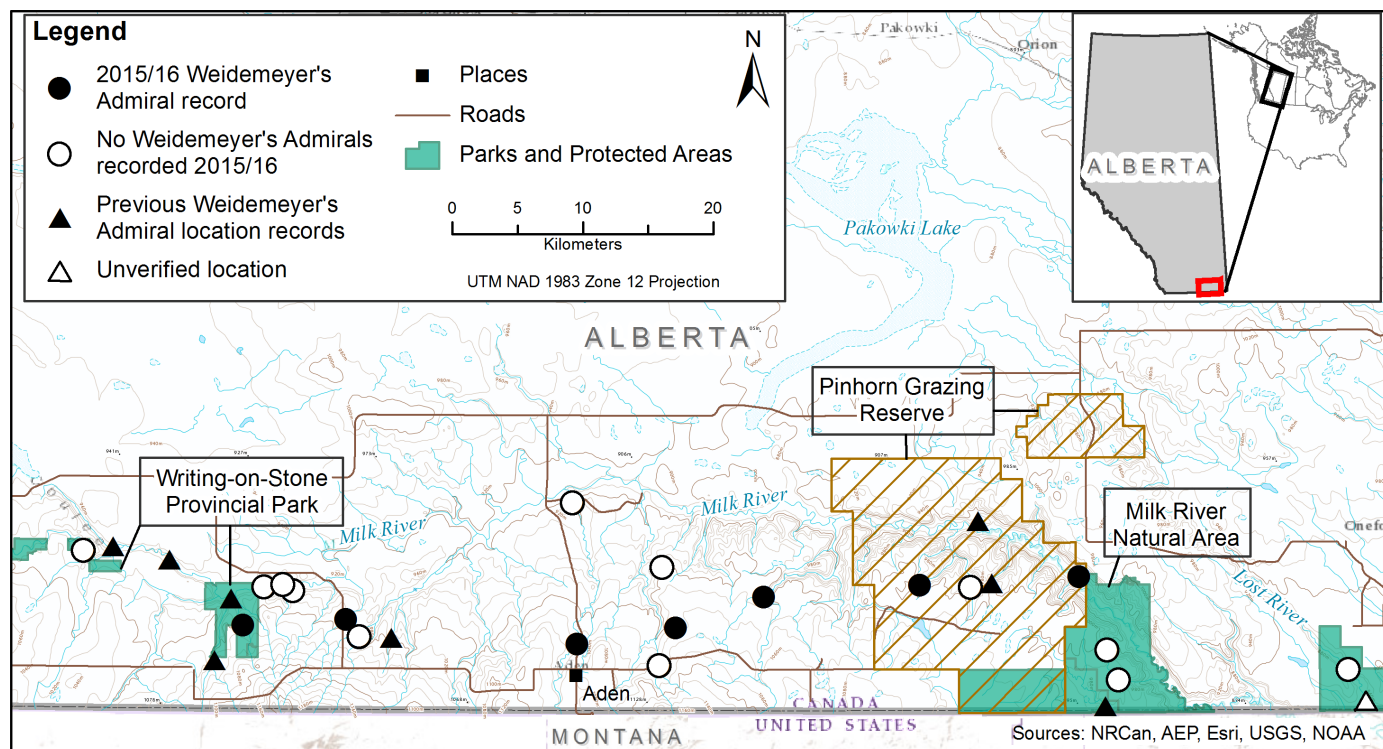 Legend
2015/16 Weidemeyer's
Admiral record
No Weidemeyer's Admirals
recorded 2015/16
Previous Weidemeyer's
Admiral location records
Unverified location
Places
Roads
Parks and Protected Areas
0 5 10 20
Kilometers
UTM NAD 1983 Zone 12 Projection
N
Pakowki
Orion
Pakowki Lake
ALBERTA
ALBERTA
Pinhorn Grazing
Reserve
Writing-on-Stone
Provincial Park
Milk River
Milk River
Milk River
Natural Area
Onefo
Lost River
Aden
Aden
CANADA
UNITED STATES
MONTANA
Sources: NRCan, AEP, Esri, USGS, NOAA